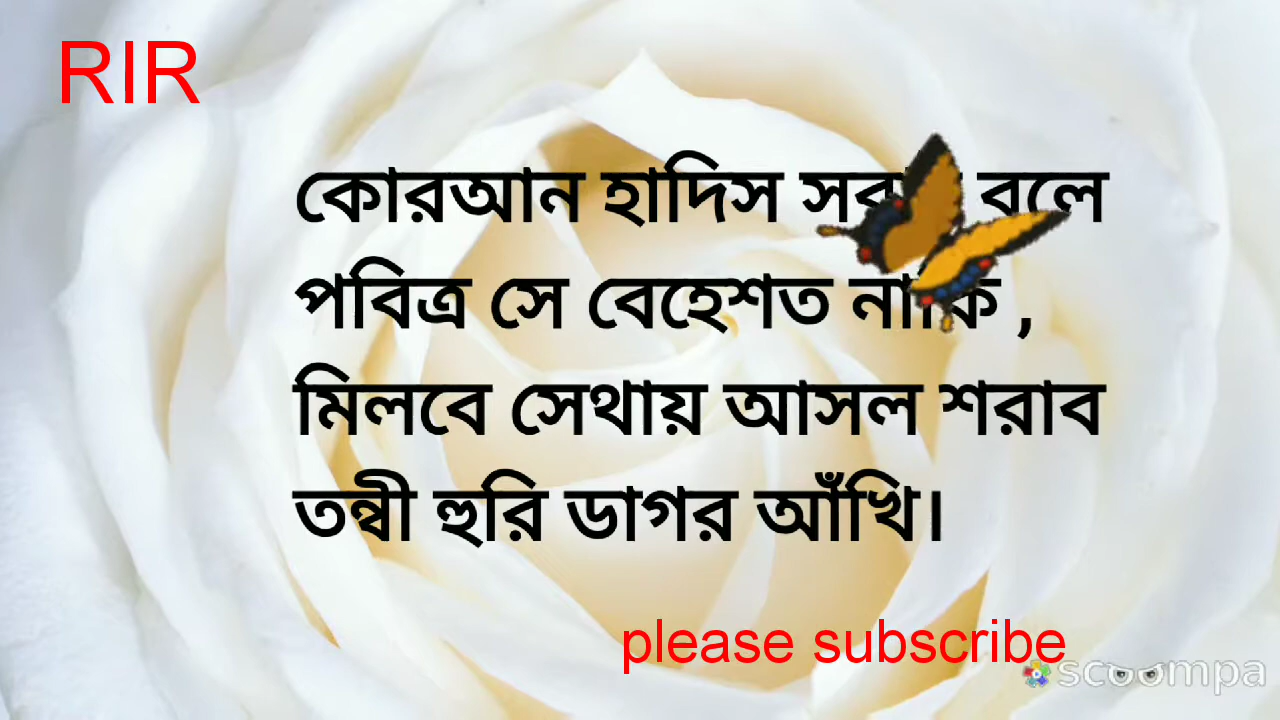 RIR
কোরআন হাদিস বলে
পবিত্র সে বেহেশত নাকি ,
মিলবে সেথায় আসল শরাব
তন্বী হুরি ডাগর আঁখি।
please subscribe
scoompa